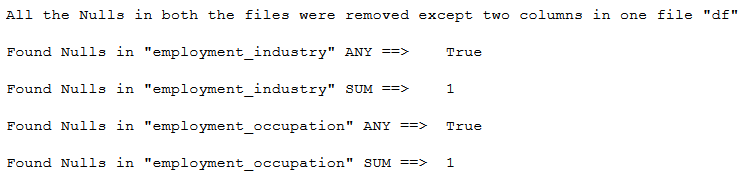 All the Nulls in both the files were removed except two columns in one file "df"
Found Nulls in "employment_industry" ANY ==> True
Found Nulls in "employment_industry" SUM ==> 1
Found Nulls in "employment_occupation" ANY ==> True
Found Nulls in "employment_occupation" SUM ==> 1